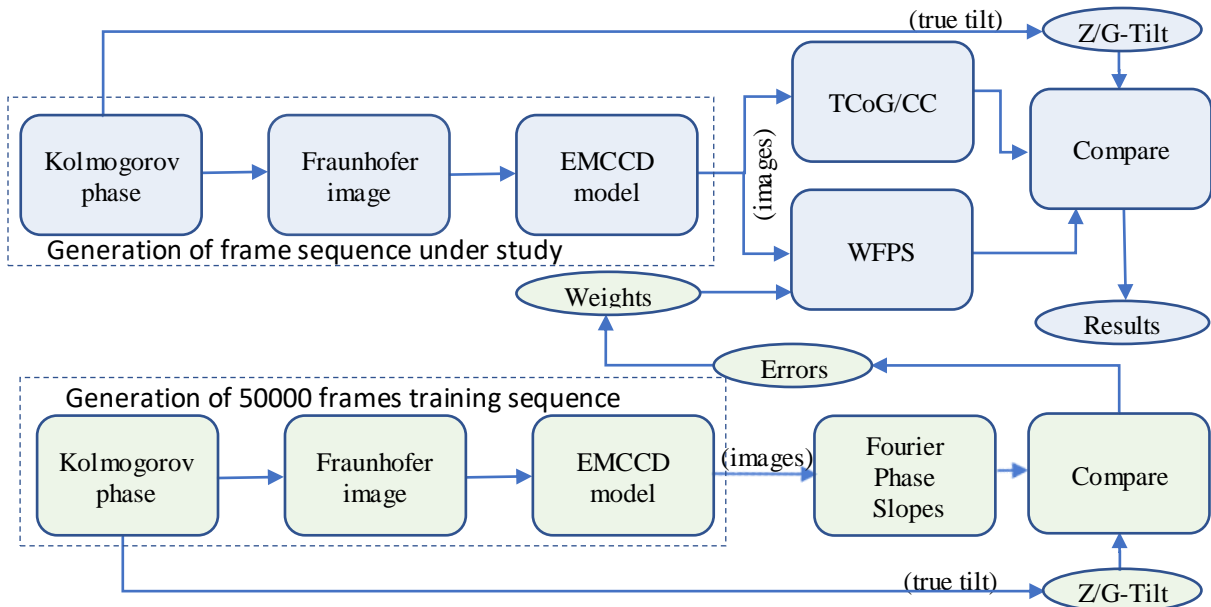 (true tilt)
Z/G-Tilt
TCoG/CC
Kolmogorov
phase
Fraunhofer
image
EMCCD
model
(images)
Compare
Generation of frame sequence under study
WFPS
Weights
Results
Errors
Generation of 50000 frames training sequence
Kolmogorov
phase
Fraunhofer
image
EMCCD
model
(images)
Fourier
Phase
Slopes
Compare
(true tilt)
Z/G-Tilt